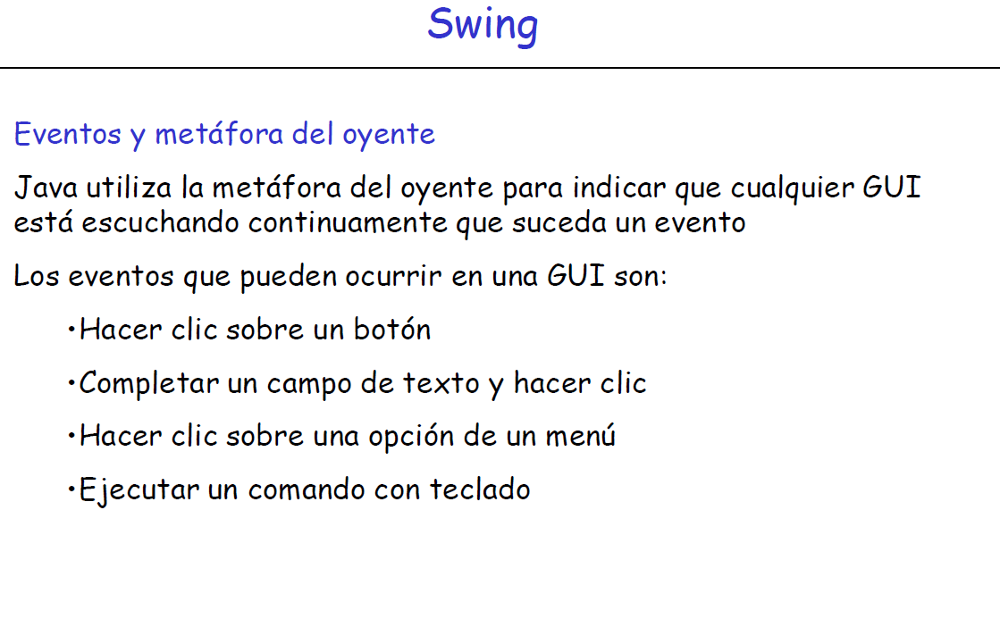 Swing
Eventos y metáfora del oyente
Java utiliza la metáfora del oyente para indicar que cualquier GUI
está escuchando continuamente que suceda un evento
Los eventos que pueden ocurrir en una GUI son:
•Hacer clic sobre un botón
•Completar un campo de texto y hacer clic
•Hacer clic sobre una opción de un menú
•Ejecutar un comando con teclado